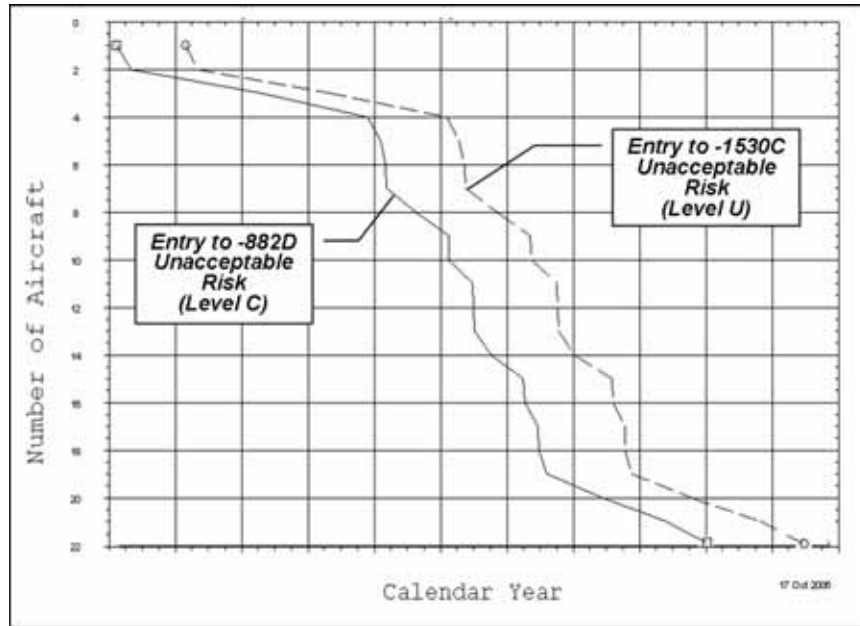 0
2
4
6
8
10
12
14
16
18
20
22
Number of Aircraft
Entry to -1530C
Unacceptable
Risk
(Level U)
Entry to -882D
Unacceptable
Risk
(Level C)
Calendar Year
17 Oct